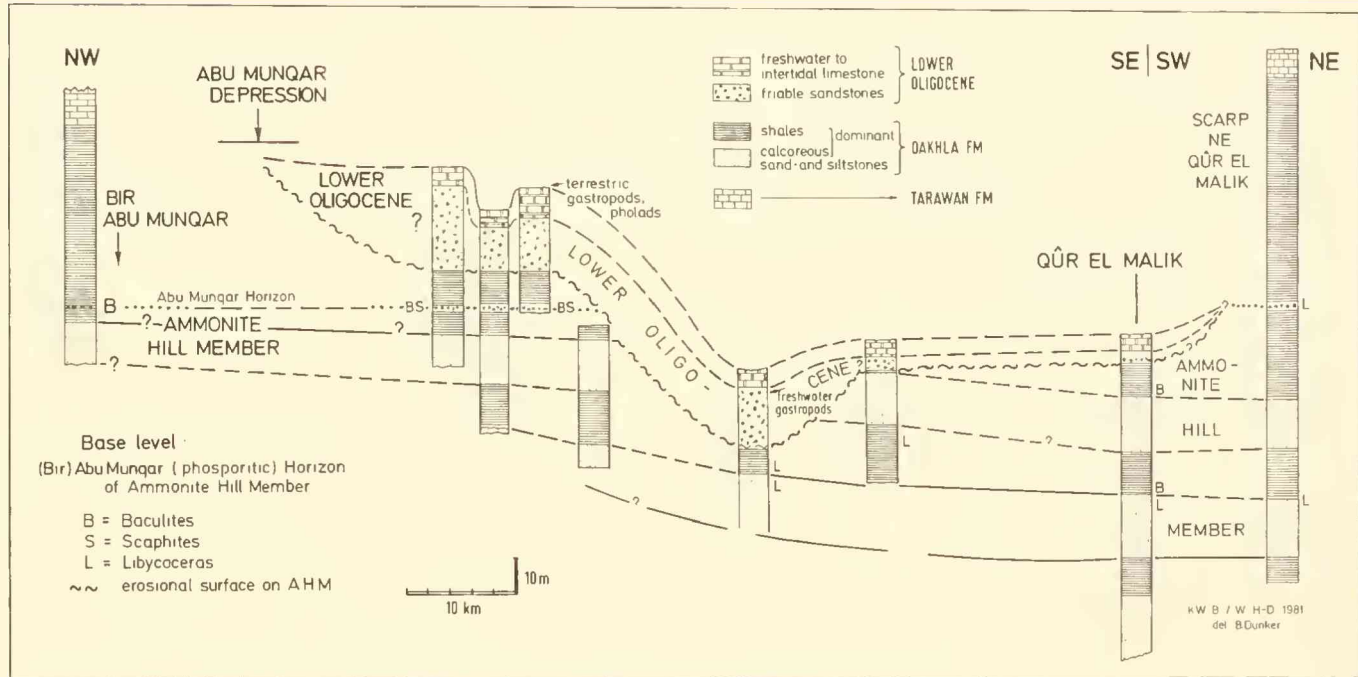 NW
ABU MUNQAR
DEPRESSION
freshwater to
intertidal limestone
friable sandstones
LOWER
OLIGOCENE
shales
calcoreous
sand-and siltstones
dominant
DAKHLA FM
TARAWAN FM
SE | SW
NE
SCARP
NE
QÛR EL
MALIK
BIR
ABU MUNQAR
LOWER
OLIGOCENE
?
terrestric
gastropods,
pholads
LOWER
OLIGO-
CENE
QÛR EL MALIK
B
Abu Munqar Horizon
BS
BS
?
L
?
AMMONITE
HILL MEMBER
?
?
?
AMMO-
NITE
B
Freshwater
gastropods
HILL
L
?
L
L
B
L
L
?
MEMBER
Base level
(Bir) Abu Munqar (phosporitic) Horizon
of Ammonite Hill Member
B = Baculites
S = Scaphites
L = Libycoceras
~~ erosional surface on AHM
10 m
10 km
KW B / W H-D 1981
del B.Dunker